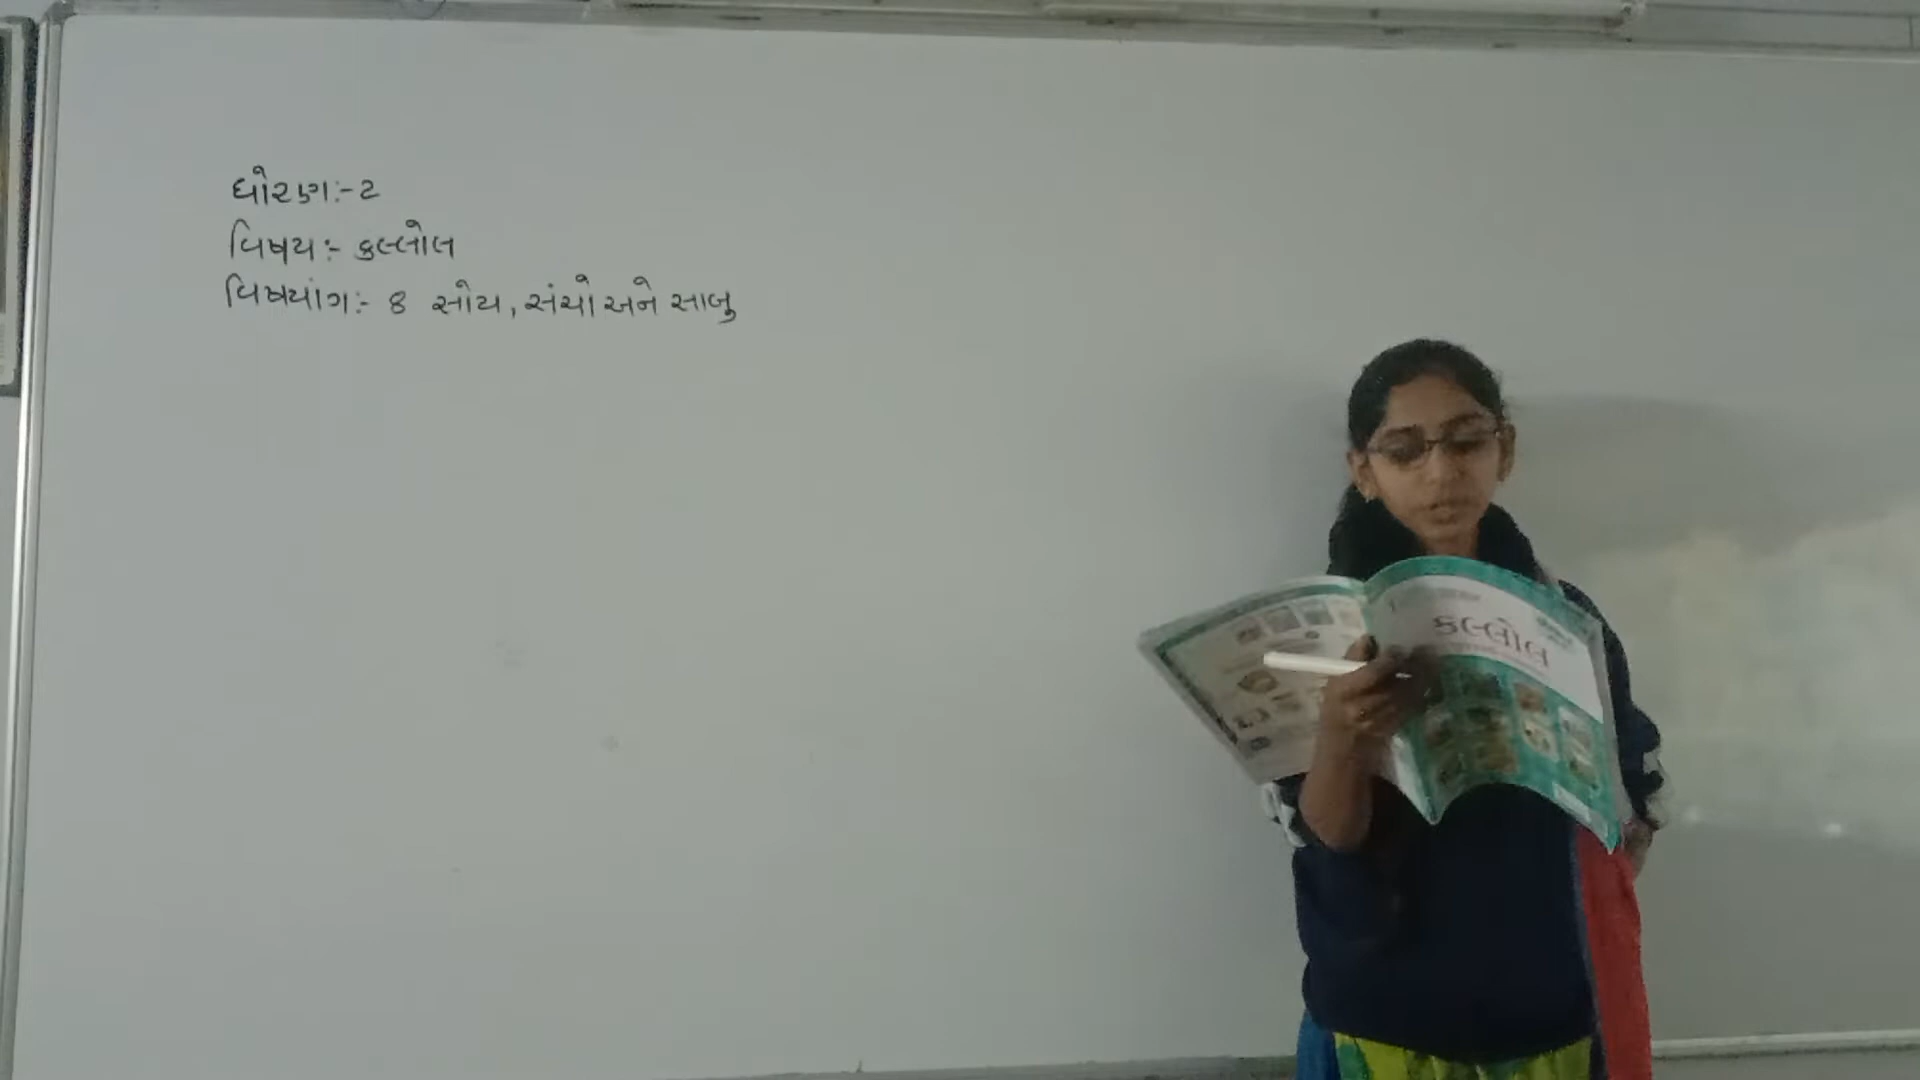 ધોરણ:-૨
વિષય:- કલ્લોલ
વિષયાંગ:- 8 સોય, સંચો અને સાબુ
કલ્લોલ